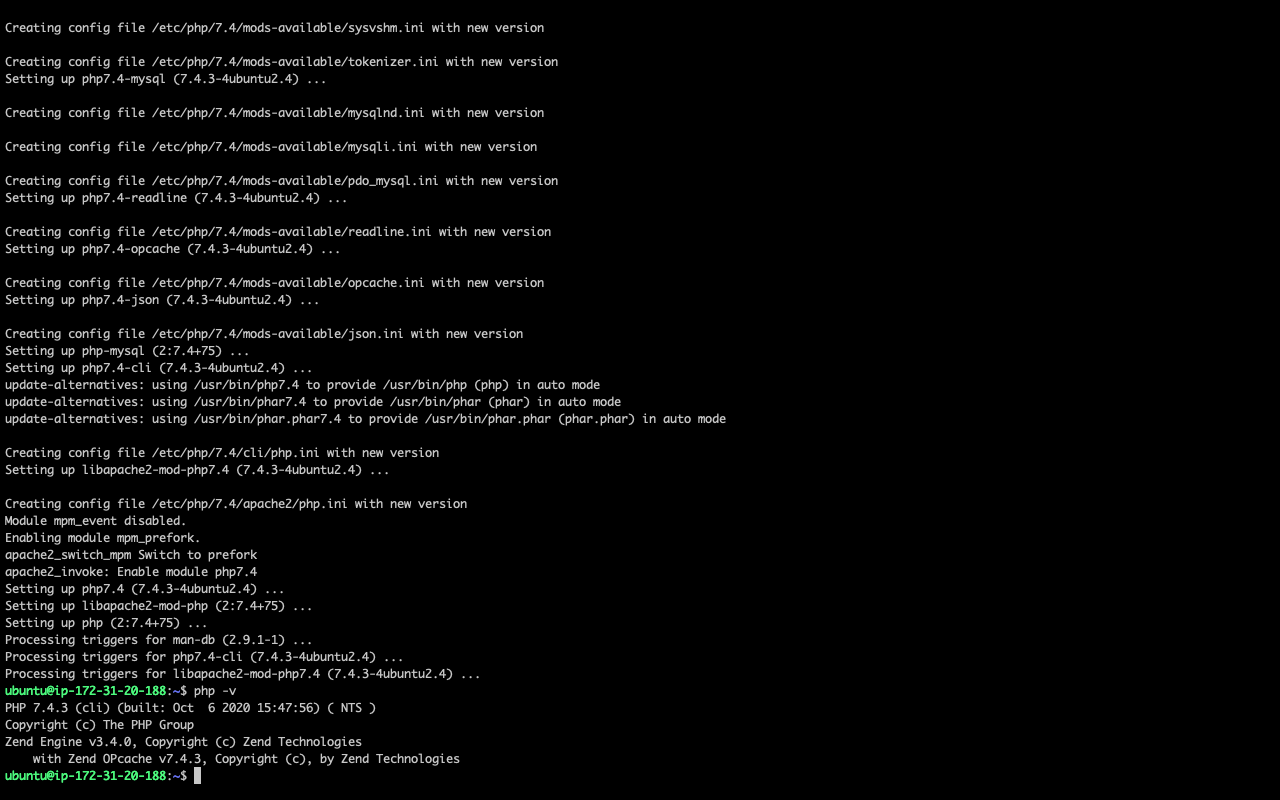 Creating config file /etc/php/7.4/mods-available/sysvshm.ini with new version
Creating config file /etc/php/7.4/mods-available/tokenizer.ini with new version
Setting up php7.4-mysql (7.4.3-4ubuntu2.4) ...
Creating config file /etc/php/7.4/mods-available/mysqlnd.ini with new version
Creating config file /etc/php/7.4/mods-available/mysqli.ini with new version
Creating config file /etc/php/7.4/mods-available/pdo_mysql.ini with new version
Setting up php7.4-readline (7.4.3-4ubuntu2.4) ...
Creating config file /etc/php/7.4/mods-available/readline.ini with new version
Setting up php7.4-opcache (7.4.3-4ubuntu2.4) ...
Creating config file /etc/php/7.4/mods-available/opcache.ini with new version
Setting up php7.4-json (7.4.3-4ubuntu2.4) ...
Creating config file /etc/php/7.4/mods-available/json.ini with new version
Setting up php-mysql (2:7.4+75) ...
Setting up php7.4-cli (7.4.3-4ubuntu2.4) ...
update-alternatives: using /usr/bin/php7.4 to provide /usr/bin/php (php) in auto mode
update-alternatives: using /usr/bin/phar7.4 to provide /usr/bin/phar (phar) in auto mode
update-alternatives: using /usr/bin/phar.phar7.4 to provide /usr/bin/phar.phar (phar.phar) in auto mode
Creating config file /etc/php/7.4/cli/php.ini with new version
Setting up libapache2-mod-php7.4 (7.4.3-4ubuntu2.4) ...
Creating config file /etc/php/7.4/apache2/php.ini with new version
Module mpm_event disabled.
Enabling module mpm_prefork.
apache2_switch_mpm Switch to prefork
apache2_invoke: Enable module php7.4
Setting up php7.4 (7.4.3-4ubuntu2.4) ...
Setting up libapache2-mod-php (2:7.4+75) ...
Setting up php (2:7.4+75) ...
Processing triggers for man-db (2.9.1-1) ...
Processing triggers for php7.4-cli (7.4.3-4ubuntu2.4) ...
Processing triggers for libapache2-mod-php7.4 (7.4.3-4ubuntu2.4) ...
ubuntu@ip-172-31-20-188:~$ php -v
PHP 7.4.3 (cli) (built: Oct  6 2020 15:47:56) ( NTS )
Copyright (c) The PHP Group
Zend Engine v3.4.0, Copyright (c) Zend Technologies
    with Zend OPcache v7.4.3, Copyright (c), by Zend Technologies
ubuntu@ip-172-31-20-188:~$